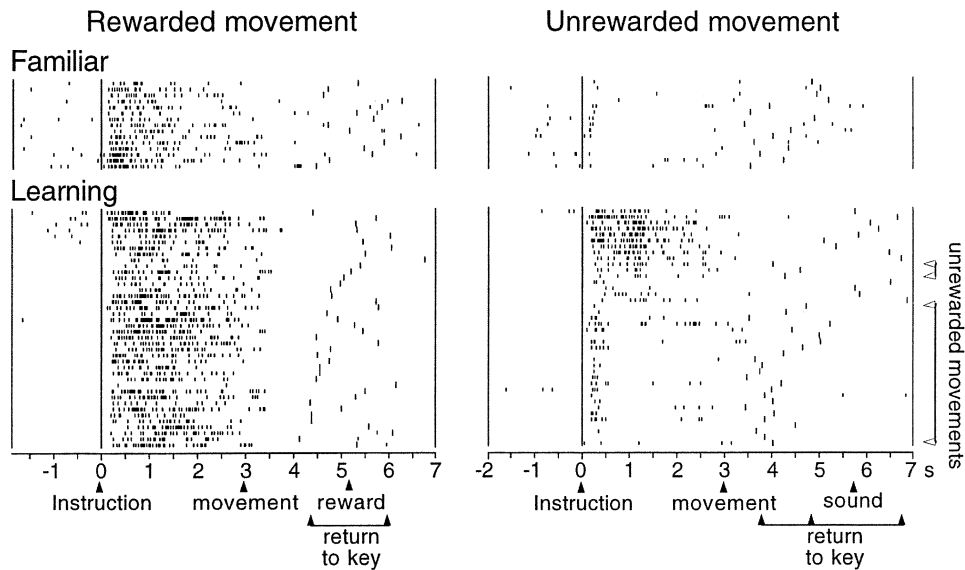 Rewarded movement
Unrewarded movement
Familiar
Learning
unrewarded movements
-1 0 1 2 3 4 5 6 7
-2 -1 0 1 2 3 4 5 6 7 s
Instruction movement reward
return
to key
Instruction movement sound
return
to key